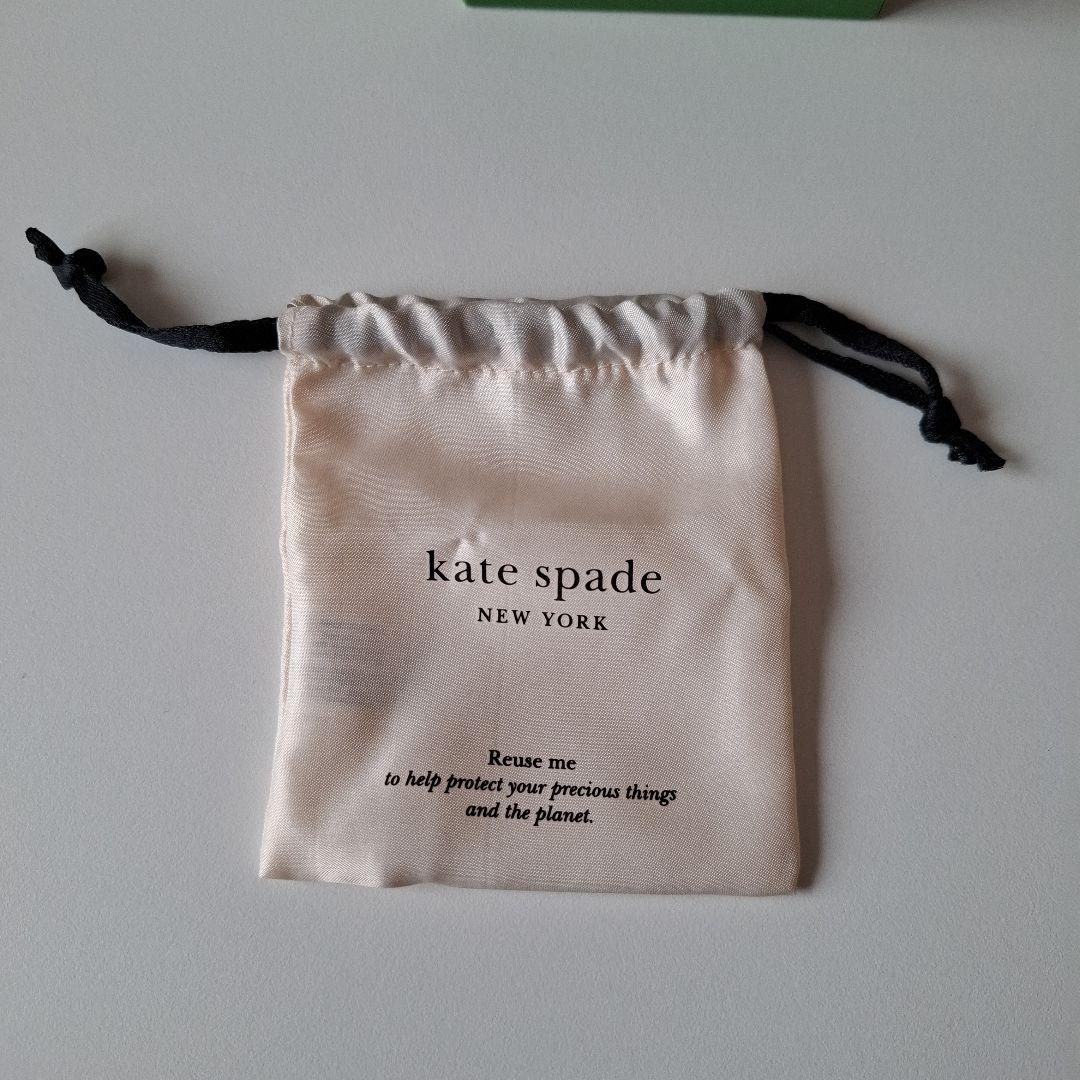 kate spade
NEW YORK
Reuse me
to help protect your precious things
and the planet.